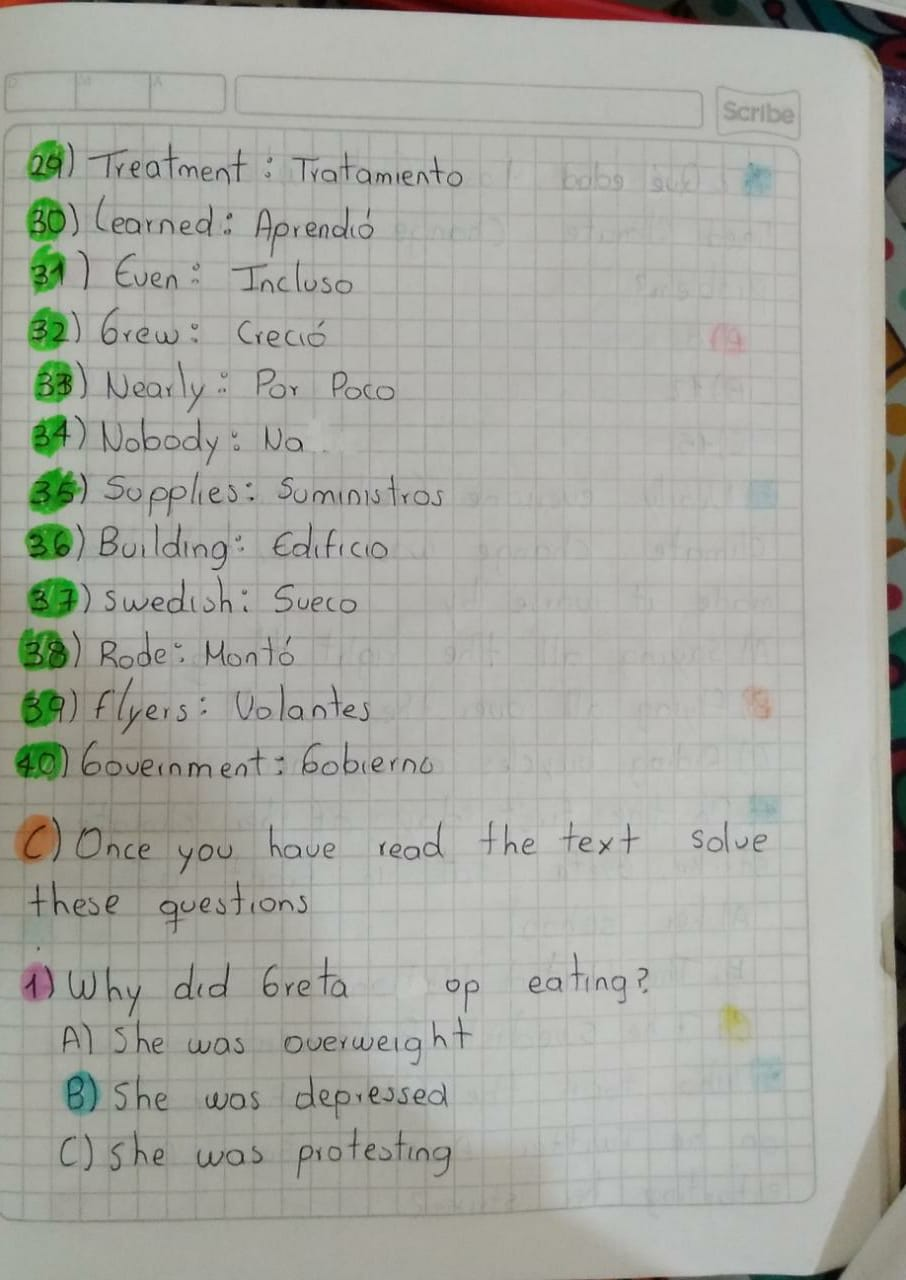 Scribe
29) Treatment: Tratamiento
30) Learned: Aprendió
31) Even: Incluso
32) Grew: Creció
33) Nearly: Por Poco
34) Nobody: Na
35) Supplies: Suministros
36) Building: Edificio
37) Swedish: Sueco
38) Rode: Montó
39) flyers: Volantes
40) Government: Gobierno
C) Once you have read the text solve
these questions
1) Why did Greta op eating?
A) She was overweight
B) She was depressed
C) She was protesting